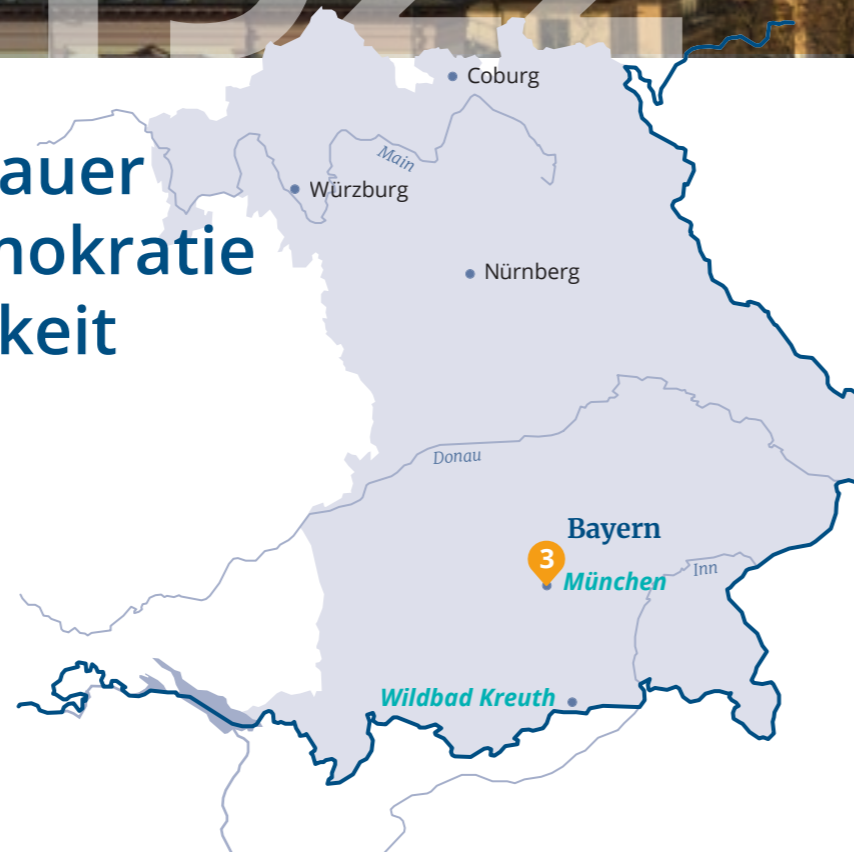 Coburg
Main
auer
Würzburg
nokratie
Nürnberg
keit
Donau
Bayern
3
München
Inn
Wildbad Kreuth